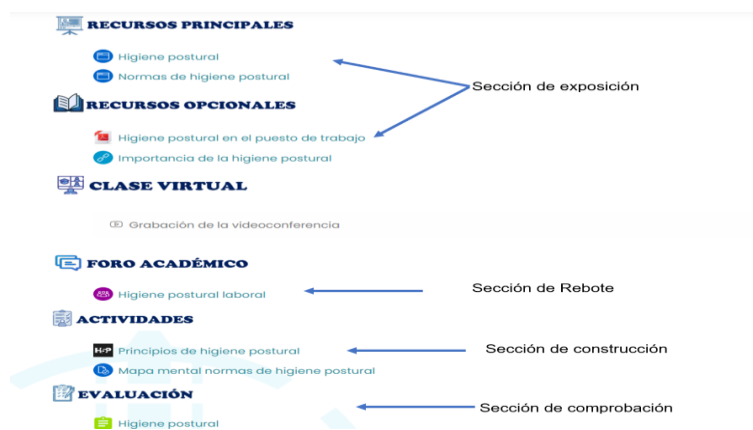 RECURSOS PRINCIPALES
Higiene postural
Normas de higiene postural
Sección de exposición
RECURSOS OPCIONALES
Higiene postural en el puesto de trabajo
Importancia de la higiene postural
CLASE VIRTUAL
Grabación de la videoconferencia
FORO ACADÉMICO
Higiene postural laboral
Sección de Rebote
ACTIVIDADES
H-P Principios de higiene postural
Sección de construcción
Mapa mental normas de higiene postural
EVALUACIÓN
Sección de comprobación
Higiene postural